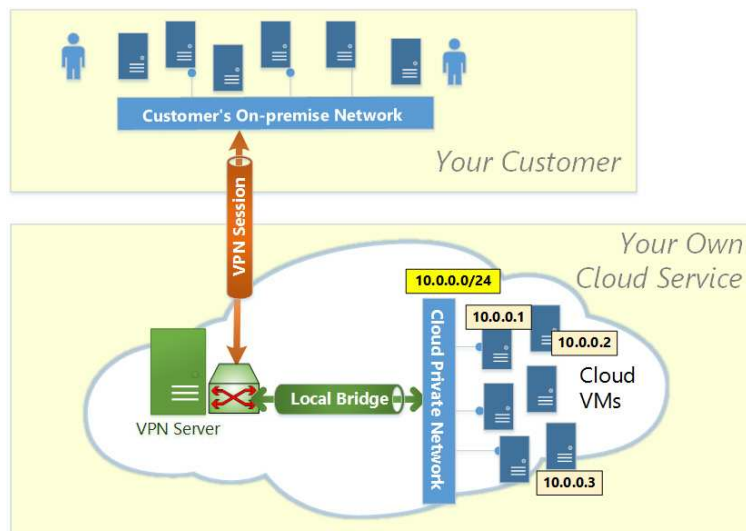 Customer's On-premise Network
Your Customer
VPN Session
Your Own
Cloud Service
10.0.0.0/24
10.0.0.1
10.0.0.2
Cloud Private Network
Cloud
VMs
Local Bridge
VPN Server
10.0.0.3